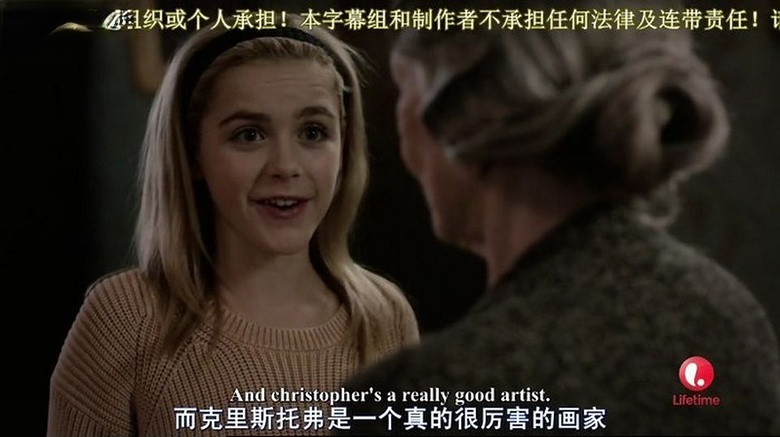 组织或个人承担！本字幕组和制作者不承担任何法律及连带责任！
And christopher's a really good artist.
Lifetime
而克里斯托弗是一个真的很厉害的画家